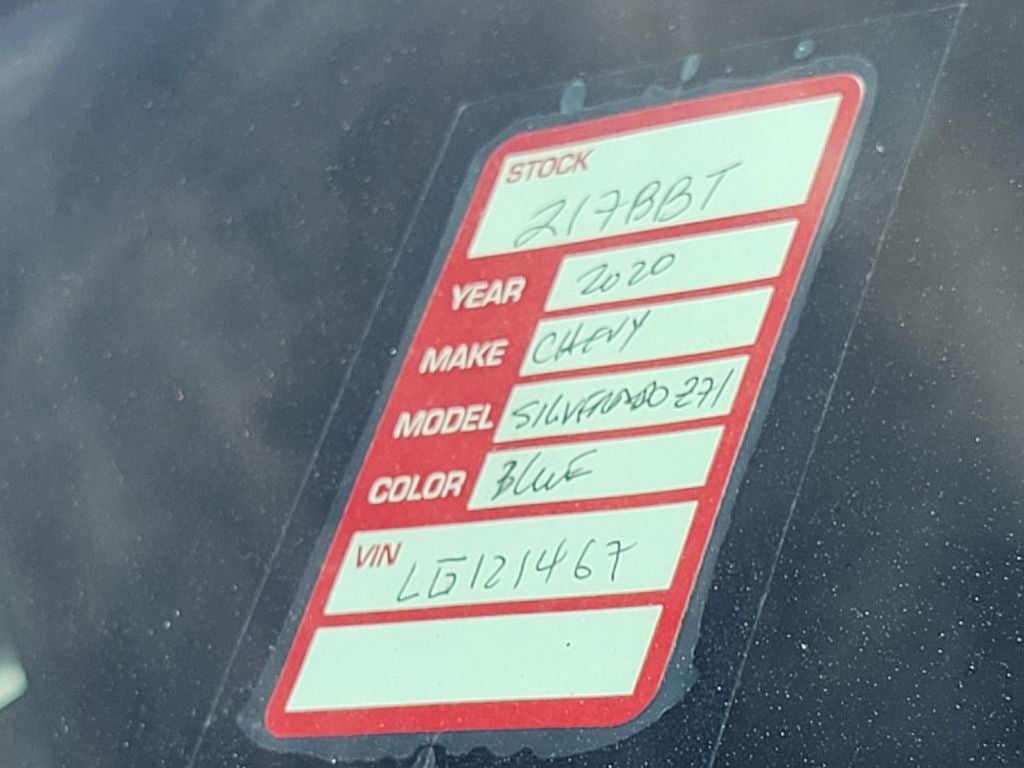 STOCK
217BBT
YEAR 2020
MAKE CHEVY
MODEL SILVERADO Z71
COLOR BLUE
VIN
LG121467